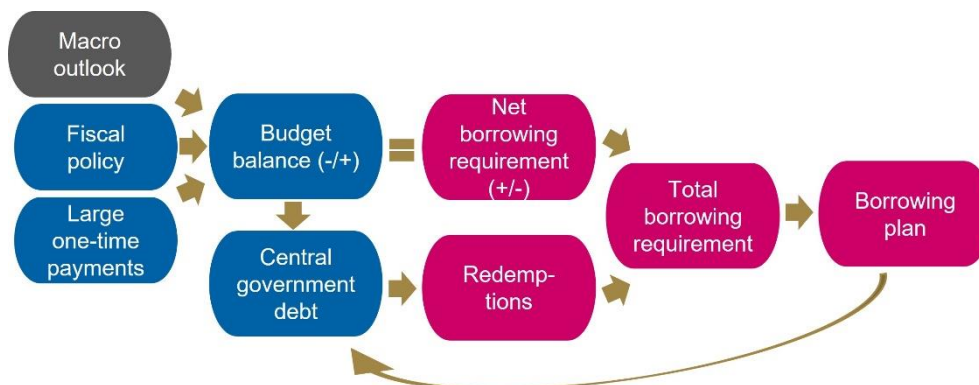 Macro
outlook
Fiscal
policy
Large
one-time
payments
Budget
balance (-/+)
Central
government
debt
Net
borrowing
requirement
(+/-)
Redemp-
tions
Total
borrowing
requirement
Borrowing
plan